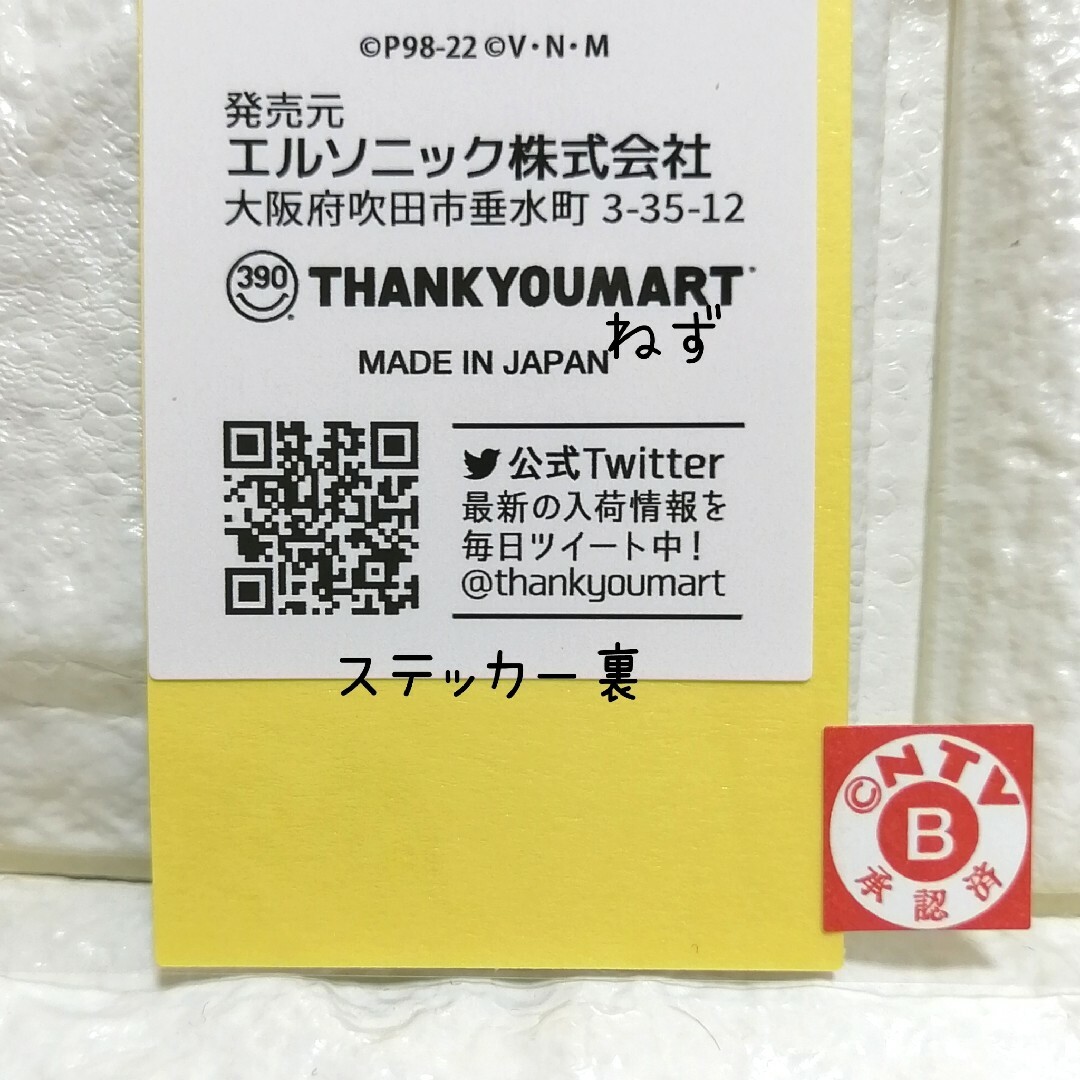 ©P98-22 ©V・N・M
発売元
エルソニック株式会社
大阪府吹田市垂水町 3-35-12
390 THANKYOUMART
ねず
MADE IN JAPAN
公式Twitter
最新の入荷情報を
毎日ツイート中!
@thankyoumart
ステッカー裏
©NTV
B
承認済